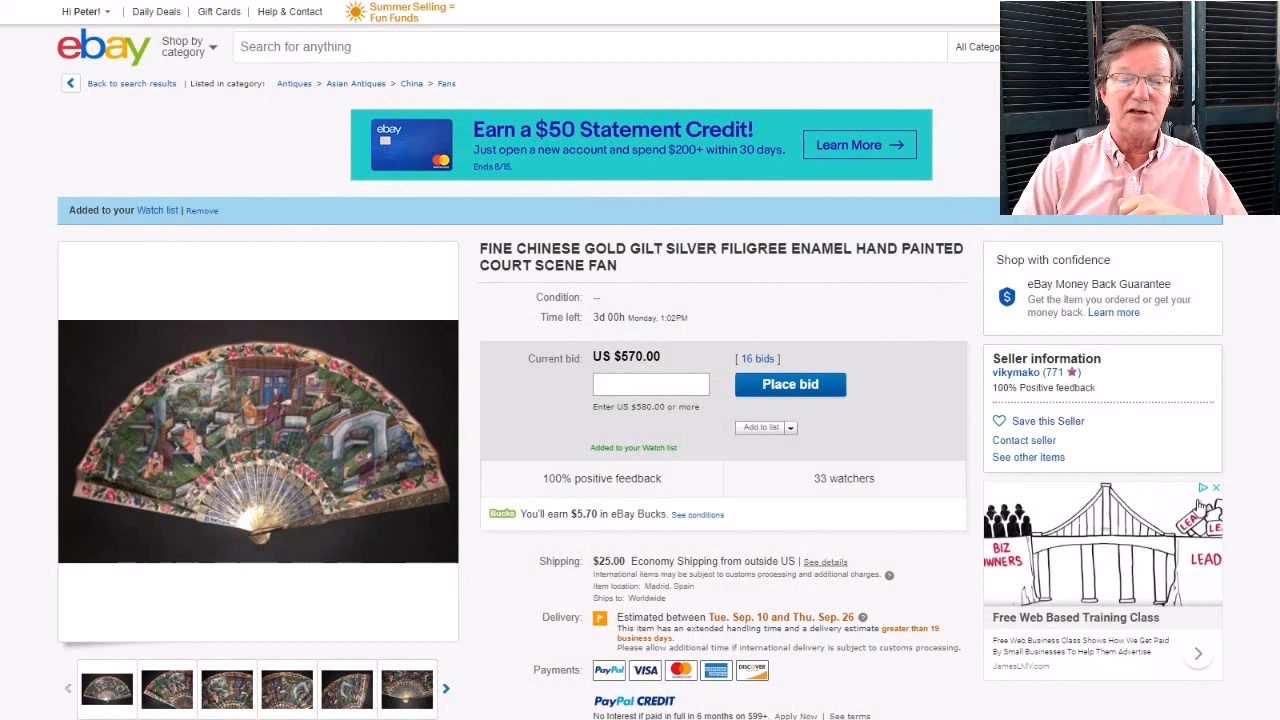 Hi Peter!
Daily Deals
Gift Cards
Help & Contact
Summer Selling =
Fun Funds
ebay
Shop by
category
Search for anything
All Catego
Back to search results | Listed in category: Antiques > Asian Antiques > China > Fans
ebay
Earn a $50 Statement Credit!
Just open a new account and spend $200+ within 30 days.
Ends 8/15.
Learn More →
Added to your Watch list | Remove
FINE CHINESE GOLD GILT SILVER FILIGREE ENAMEL HAND PAINTED
COURT SCENE FAN
Condition: --
Time left: 3d 00h Monday, 1:02PM
Current bid: US $570.00 [ 16 bids ]
Place bid
Enter US $580.00 or more
Add to list
Added to your Watch list
100% positive feedback
33 watchers
Bucks You'll earn $5.70 in eBay Bucks. See conditions
Shipping: $25.00 Economy Shipping from outside US | See details
International items may be subject to customs processing and additional charges. ?
Item location: Madrid, Spain
Ships to: Worldwide
Delivery: Estimated between Tue. Sep. 10 and Thu. Sep. 26 ?
This item has an extended handling time and a delivery estimate greater than 19
business days.
Please allow additional time if international delivery is subject to customs processing.
Payments: PayPal VISA DISCOVER
PayPal CREDIT
No Interest if paid in full in 6 months on $99+. Apply Now | See terms
Shop with confidence
eBay Money Back Guarantee
Get the item you ordered or get your
money back. Learn more
Seller information
vikymako (771 ★)
100% Positive feedback
Save this Seller
Contact seller
See other items
BIZ
OWNERS
LEAD
Free Web Based Training Class
Free Web Business Class Shows How We Get Paid
By Small Businesses To Help Them Advertise
JamesLMV.com